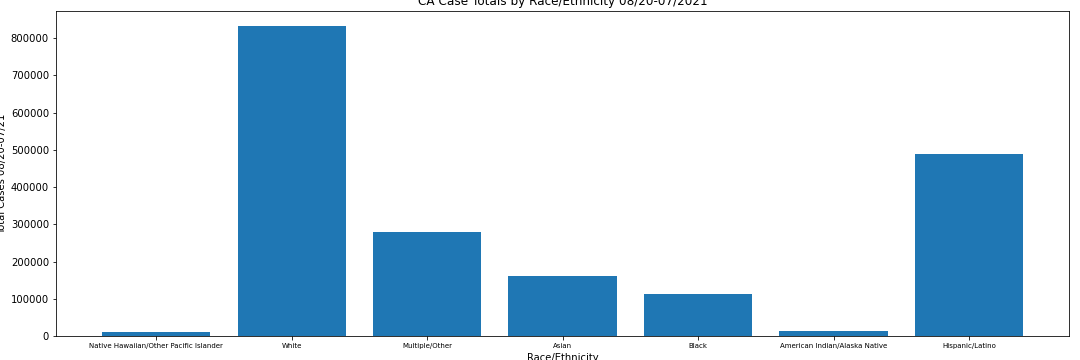 CA Case Totals by Race/Ethnicity 08/20-07/2021
800000
700000
600000
500000
400000
300000
200000
100000
0
Total Cases 08/20-07/21
Native Hawaiian/Other Pacific Islander
White
Multiple/Other
Asian
Black
American Indian/Alaska Native
Hispanic/Latino
Race/Ethnicity